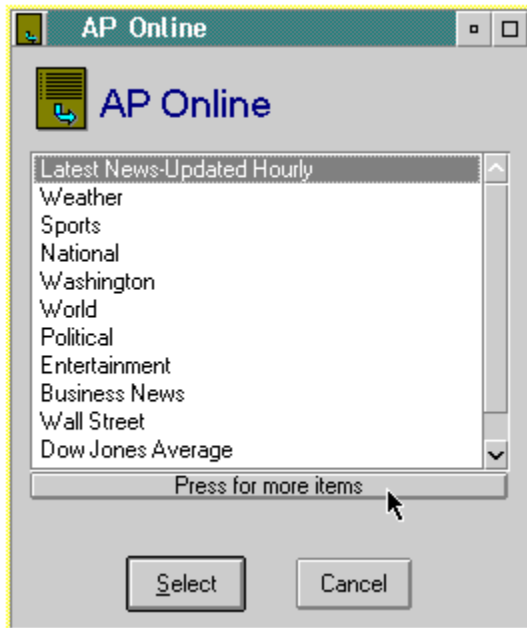 AP Online
AP Online
Latest News-Updated Hourly
Weather
Sports
National
Washington
World
Political
Entertainment
Business News
Wall Street
Dow Jones Average
Press for more items
Select
Cancel